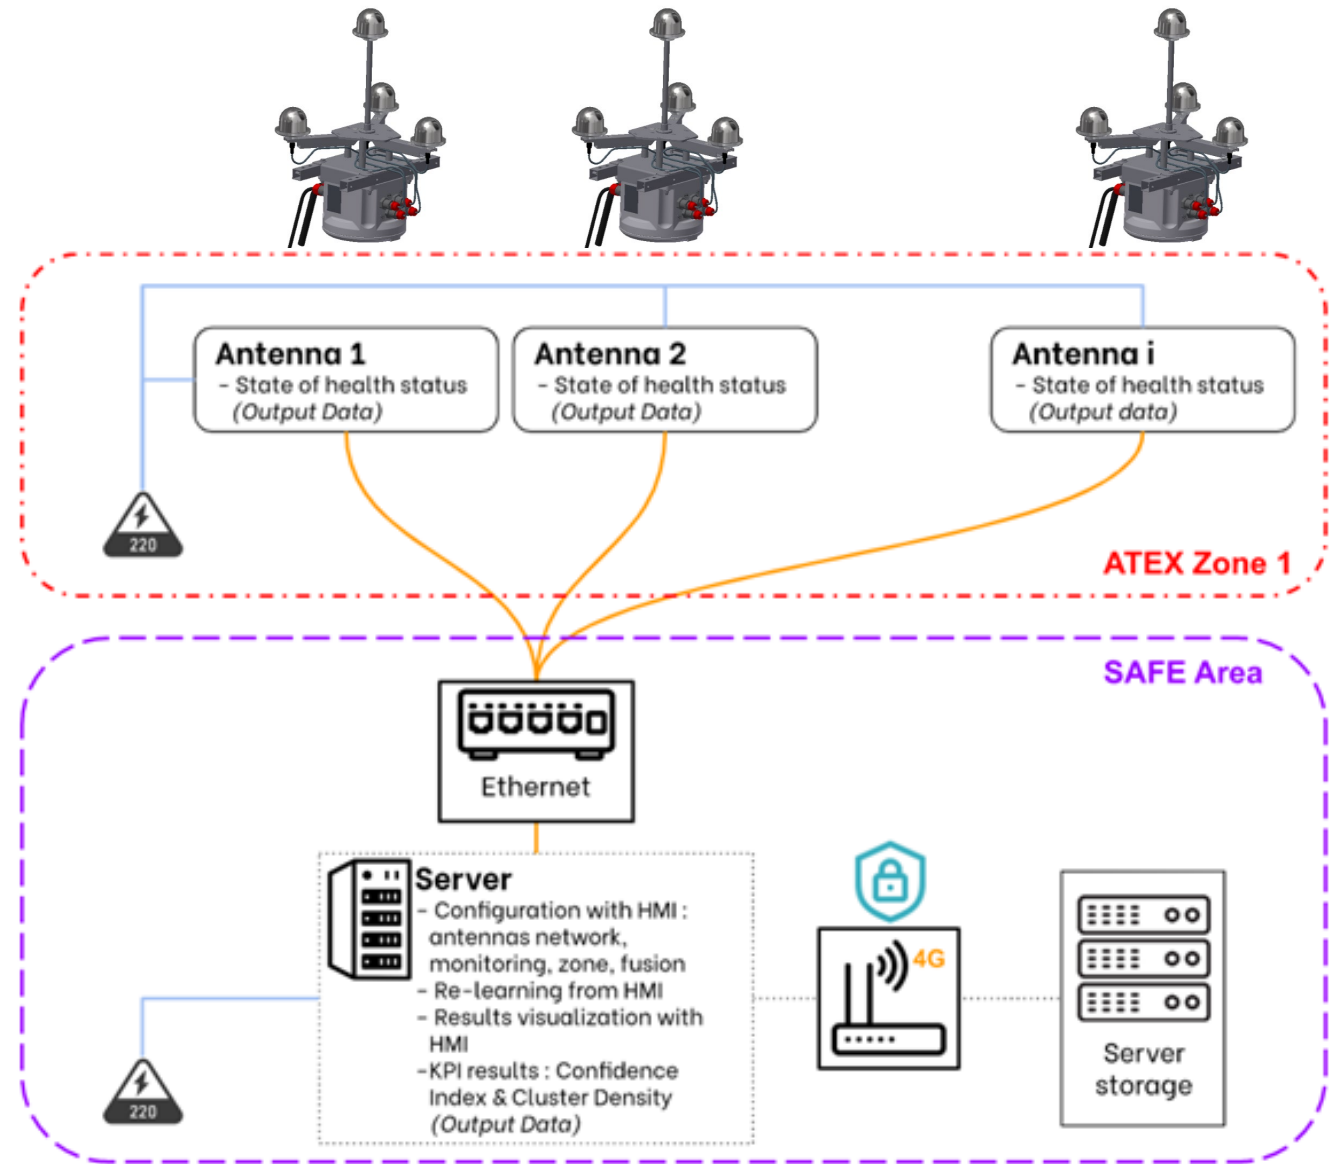 Antenna 1
- State of health status
(Output Data)
Antenna 2
- State of health status
(Output Data)
Antenna i
- State of health status
(Output data)
220
ATEX Zone 1
SAFE Area
Ethernet
Server
- Configuration with HMI :
antennas network,
monitoring, zone, fusion
- Re-learning from HMI
- Results visualization with
HMI
-KPI results : Confidence
Index & Cluster Density
(Output Data)
220
4G
Server
storage